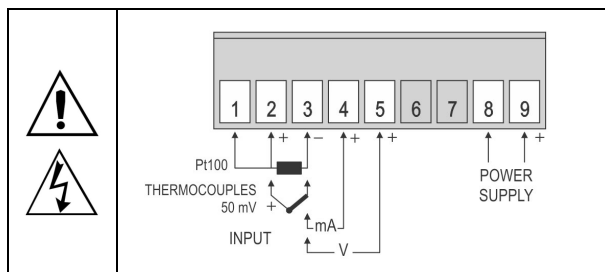 1 2 3 4 5 6 7 8 9
+ − + + +
Pt100
THERMOCOUPLES
50 mV +
INPUT
mA
V
POWER
SUPPLY